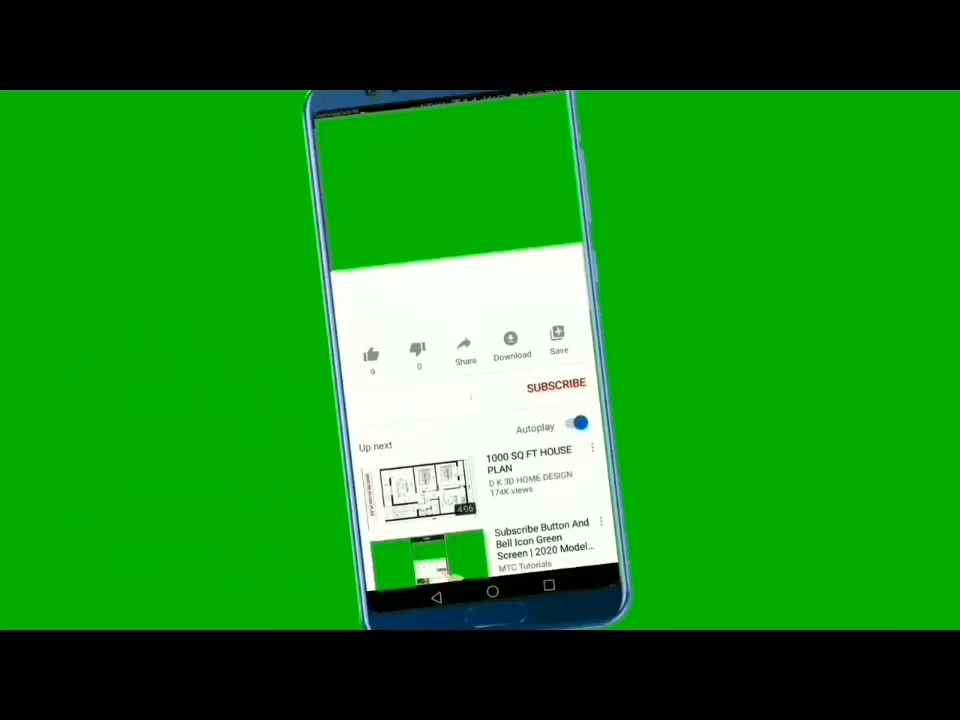 9
0
Share
Download
Save
SUBSCRIBE
Autoplay
Up next
1000 SQ FT HOUSE
PLAN
D K 3D HOME DESIGN
174K views
4:06
Subscribe Button And
Bell Icon Green
Screen | 2020 Model...
MTC Tutorials